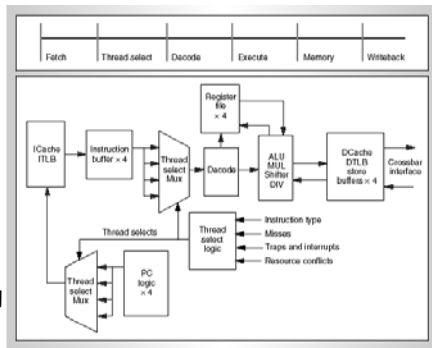 Fetch
Thread select
Decode
Execute
Memory
Writeback
ICache
ITLB
Instruction
buffer × 4
Thread
select
Mux
Register
file
× 4
Decode
ALU
MUL
Shifter
DIV
DCache
DTLB
store
buffers × 4
Crossbar
interface
Thread selects
Thread
select
logic
Instruction type
Misses
Traps and interrupts
Resource conflicts
Thread
select
Mux
PC
logic
× 4